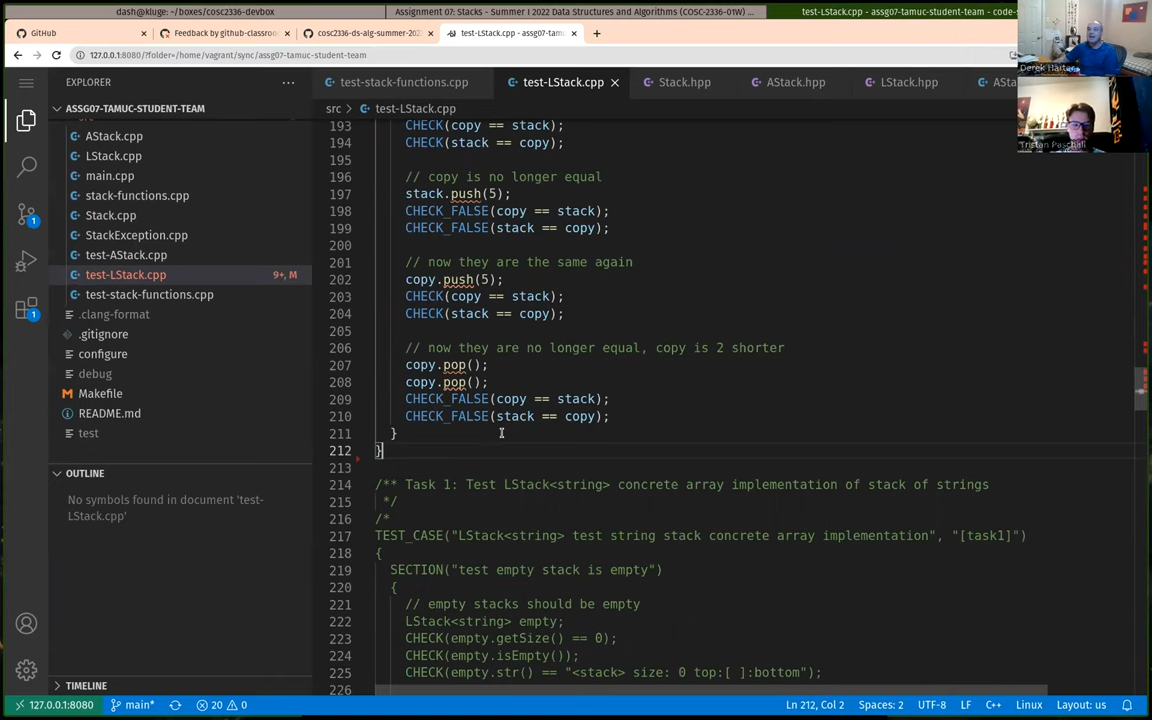 dash@kluge: ~/boxes/cosc2336-devbox
Assignment 07: Stacks - Summer I 2022 Data Structures and Algorithms (COSC-2336-01W) ...
test-LStack.cpp - assg07-tamuc-student-team - code-s
GitHub
Feedback by github-classroo
cosc2336-ds-alg-summer-202
test-LStack.cpp - assg07-ta
127.0.0.1:8080/?folder=/home/vagrant/sync/assg07-tamuc-student-team
Derek Harter
Tristan Paschall
EXPLORER
test-stack-functions.cpp
test-LStack.cpp
Stack.hpp
AStack.hpp
LStack.hpp
ASta
ASSG07-TAMUC-STUDENT-TEAM
src > test-LStack.cpp
AStack.cpp
LStack.cpp
main.cpp
stack-functions.cpp
Stack.cpp
StackException.cpp
test-AStack.cpp
test-LStack.cpp 9+, M
test-stack-functions.cpp
.clang-format
.gitignore
configure
debug
Makefile
README.md
test
OUTLINE
No symbols found in document 'test-
LStack.cpp'
TIMELINE
1
1
193 CHECK(copy == stack);
194 CHECK(stack == copy);
195
196 // copy is no longer equal
197 stack.push(5);
198 CHECK_FALSE(copy == stack);
199 CHECK_FALSE(stack == copy);
200
201 // now they are the same again
202 copy.push(5);
203 CHECK(copy == stack);
204 CHECK(stack == copy);
205
206 // now they are no longer equal, copy is 2 shorter
207 copy.pop();
208 copy.pop();
209 CHECK_FALSE(copy == stack);
210 CHECK_FALSE(stack == copy);
211 }
212 }
213
214 /** Task 1: Test LStack<string> concrete array implementation of stack of strings
215 */
216 /*
217 TEST_CASE("LStack<string> test string stack concrete array implementation", "[task1]")
218 {
219 SECTION("test empty stack is empty")
220 {
221 // empty stacks should be empty
222 LStack<string> empty;
223 CHECK(empty.getSize() == 0);
224 CHECK(empty.isEmpty());
225 CHECK(empty.str() == "<stack> size: 0 top:[ ]:bottom");
226
127.0.0.1:8080 main* 20 0 Ln 212, Col 2 Spaces: 2 UTF-8 LF C++ Linux Layout: us